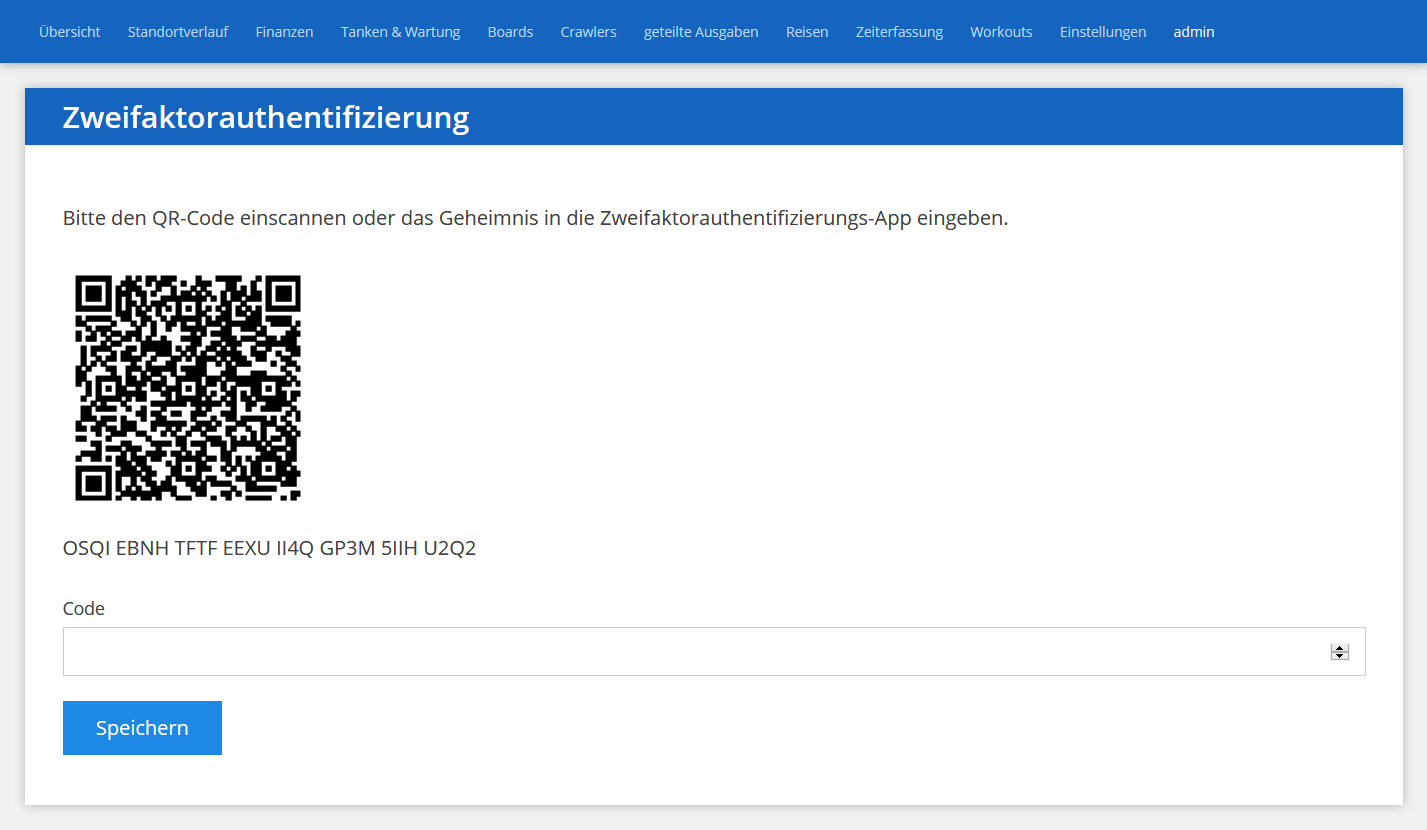 Übersicht Standortverlauf Finanzen Tanken & Wartung Boards Crawlers geteilte Ausgaben Reisen Zeiterfassung Workouts Einstellungen admin
Zweifaktorauthentifizierung
Bitte den QR-Code einscannen oder das Geheimnis in die Zweifaktorauthentifizierungs-App eingeben.
OSQI EBNH TFTF EEXU II4Q GP3M 5IIH U2Q2
Code
Speichern